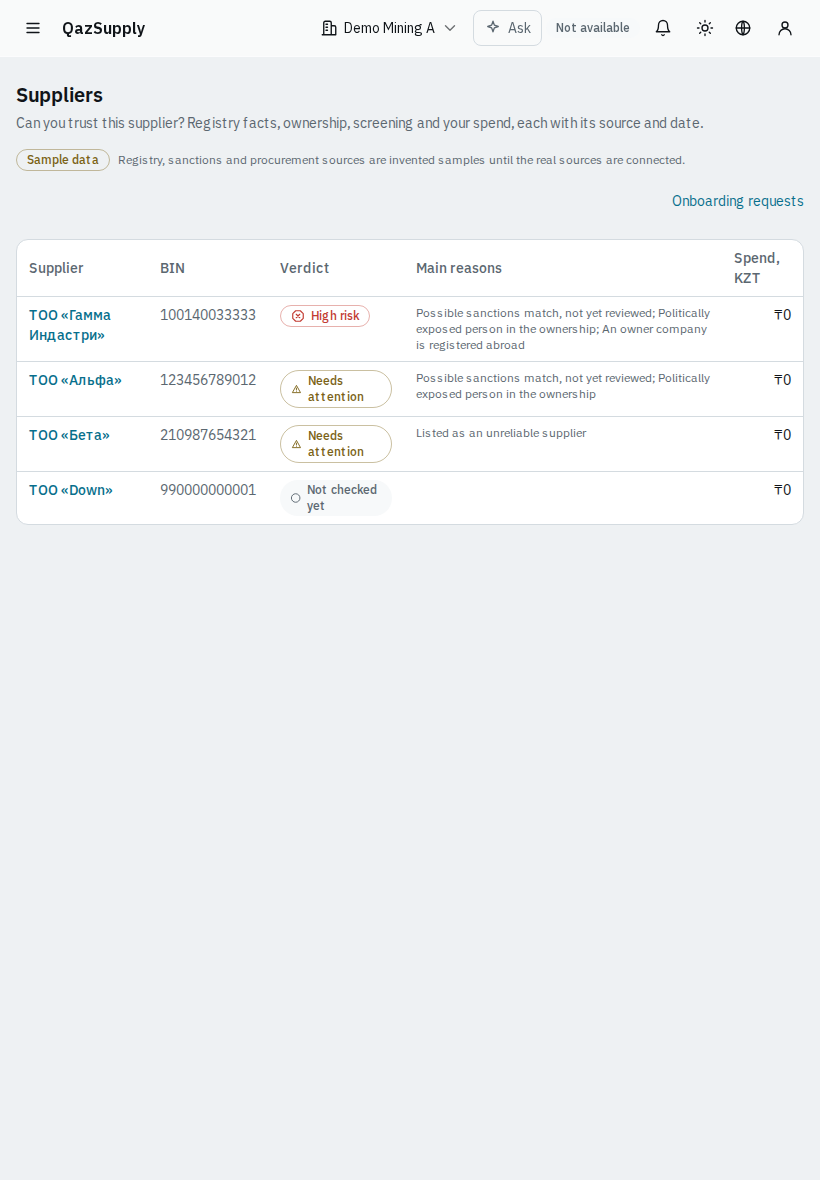 QazSupply
Demo Mining A
Ask
Not available
Suppliers
Can you trust this supplier? Registry facts, ownership, screening and your spend, each with its source and date.
Sample data
Registry, sanctions and procurement sources are invented samples until the real sources are connected.
Onboarding requests
Supplier BIN Verdict Main reasons Spend, KZT
ТОО «Гамма Индастри» 100140033333 High risk Possible sanctions match, not yet reviewed; Politically
exposed person in the ownership; An owner company
is registered abroad
₸0
ТОО «Альфа» 123456789012 Needs attention Possible sanctions match, not yet reviewed; Politically
exposed person in the ownership
₸0
ТОО «Бета» 210987654321 Needs attention Listed as an unreliable supplier ₸0
ТОО «Down» 990000000001 Not checked yet ₸0